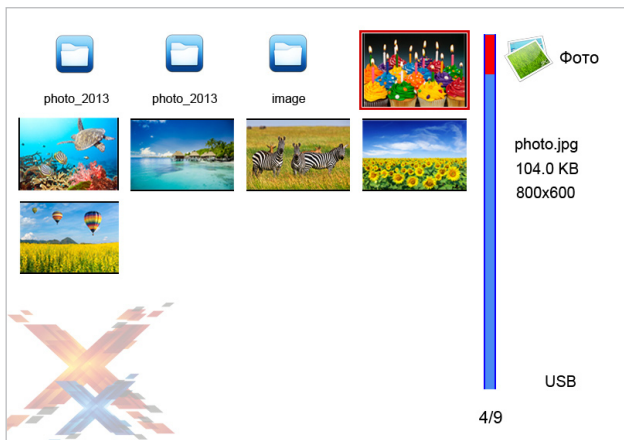 photo_2013
photo_2013
image
Фото
photo.jpg
104.0 KB
800x600
USB
4/9